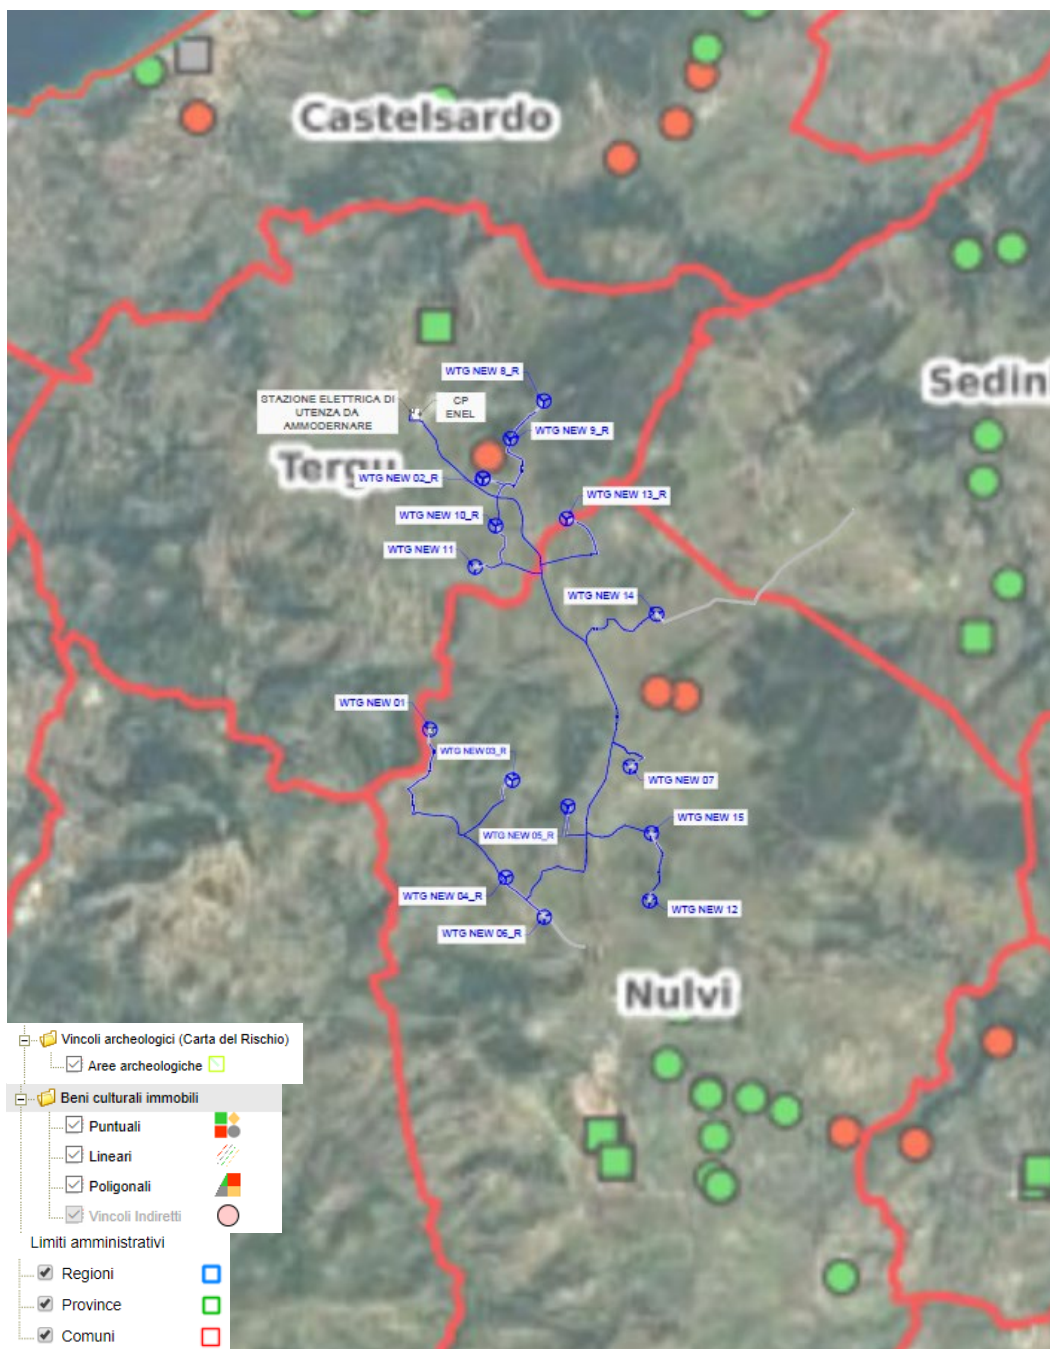 Castelsardo
Sedin
WTG NEW 8_R
STAZIONE ELETTRICA DI
UTENZA DA
AMMODERNARE
CP
ENEL
WTG NEW 9_R
Tergu
WTG NEW 02_R
WTG NEW 13_R
WTG NEW 10_R
WTG NEW 11
WTG NEW 14
WTG NEW 01
WTG NEW 03_R
WTG NEW 07
WTG NEW 15
WTG NEW 05_R
WTG NEW 04_R
WTG NEW 12
WTG NEW 06_R
Nulvi
Vincoli archeologici (Carta del Rischio)
Aree archeologiche
Beni culturali immobili
Puntuali
Lineari
Poligonali
Vincoli Indiretti
Limiti amministrativi
Regioni
Province
Comuni